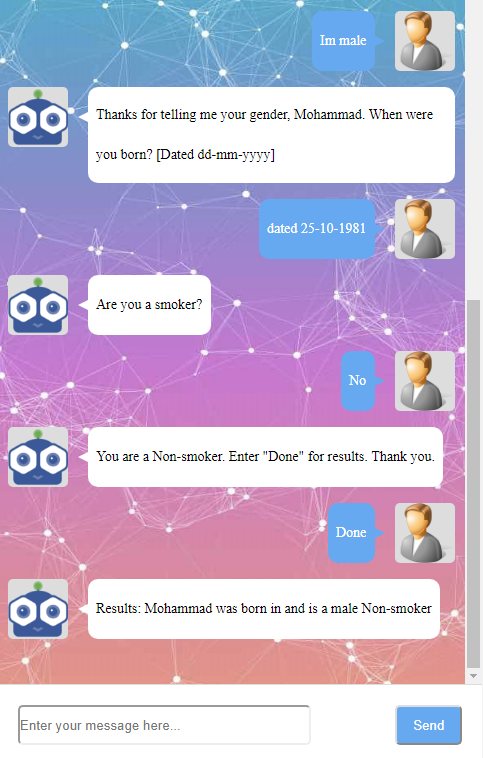 Im male
Thanks for telling me your gender, Mohammad. When were
you born? [Dated dd-mm-yyyy]
dated 25-10-1981
Are you a smoker?
No
You are a Non-smoker. Enter "Done" for results. Thank you.
Done
Results: Mohammad was born in and is a male Non-smoker
Enter your message here...
Send